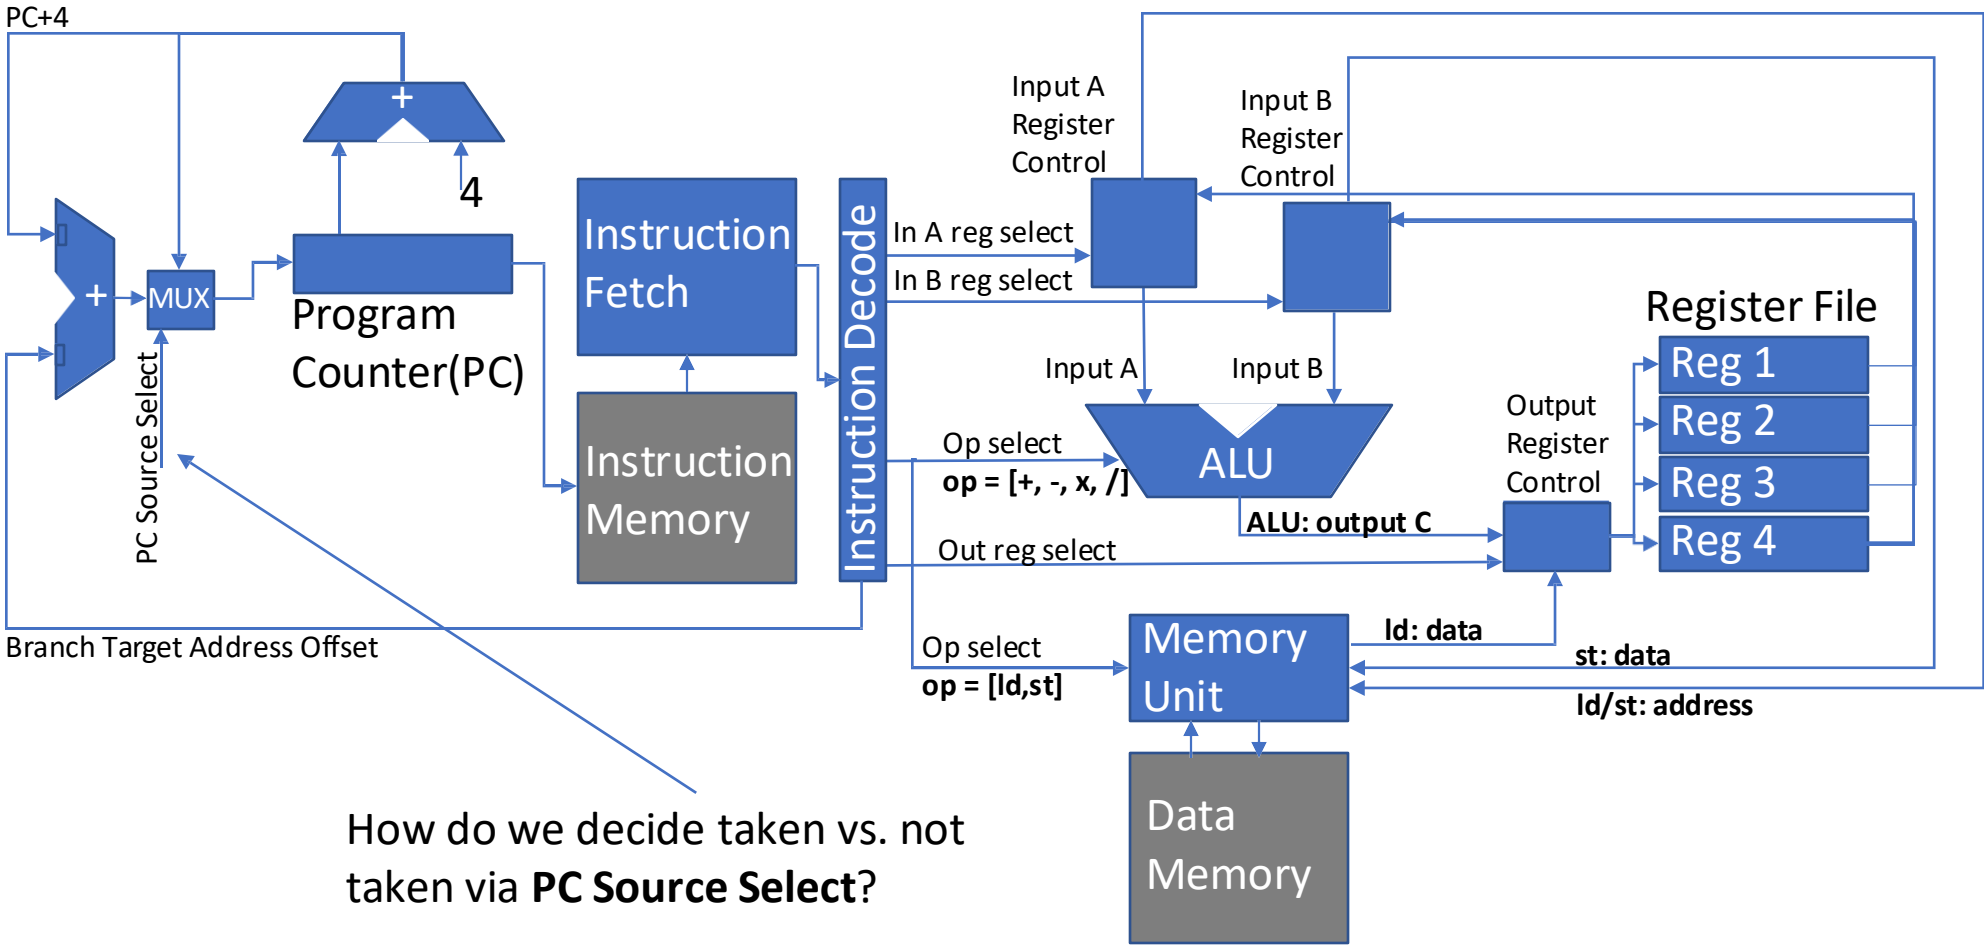 PC+4
+
4
+
MUX
PC Source Select
Program
Counter(PC)
Instruction
Fetch
Instruction
Memory
Instruction Decode
In A reg select
In B reg select
Input A
Register
Control
Input B
Register
Control
Input A
Input B
Op select
op = [+, -, x, /]
ALU
ALU: output C
Out reg select
Output
Register
Control
Register File
Reg 1
Reg 2
Reg 3
Reg 4
Branch Target Address Offset
Op select
op = [ld,st]
Memory
Unit
ld: data
st: data
ld/st: address
Data
Memory
How do we decide taken vs. not
taken via PC Source Select?